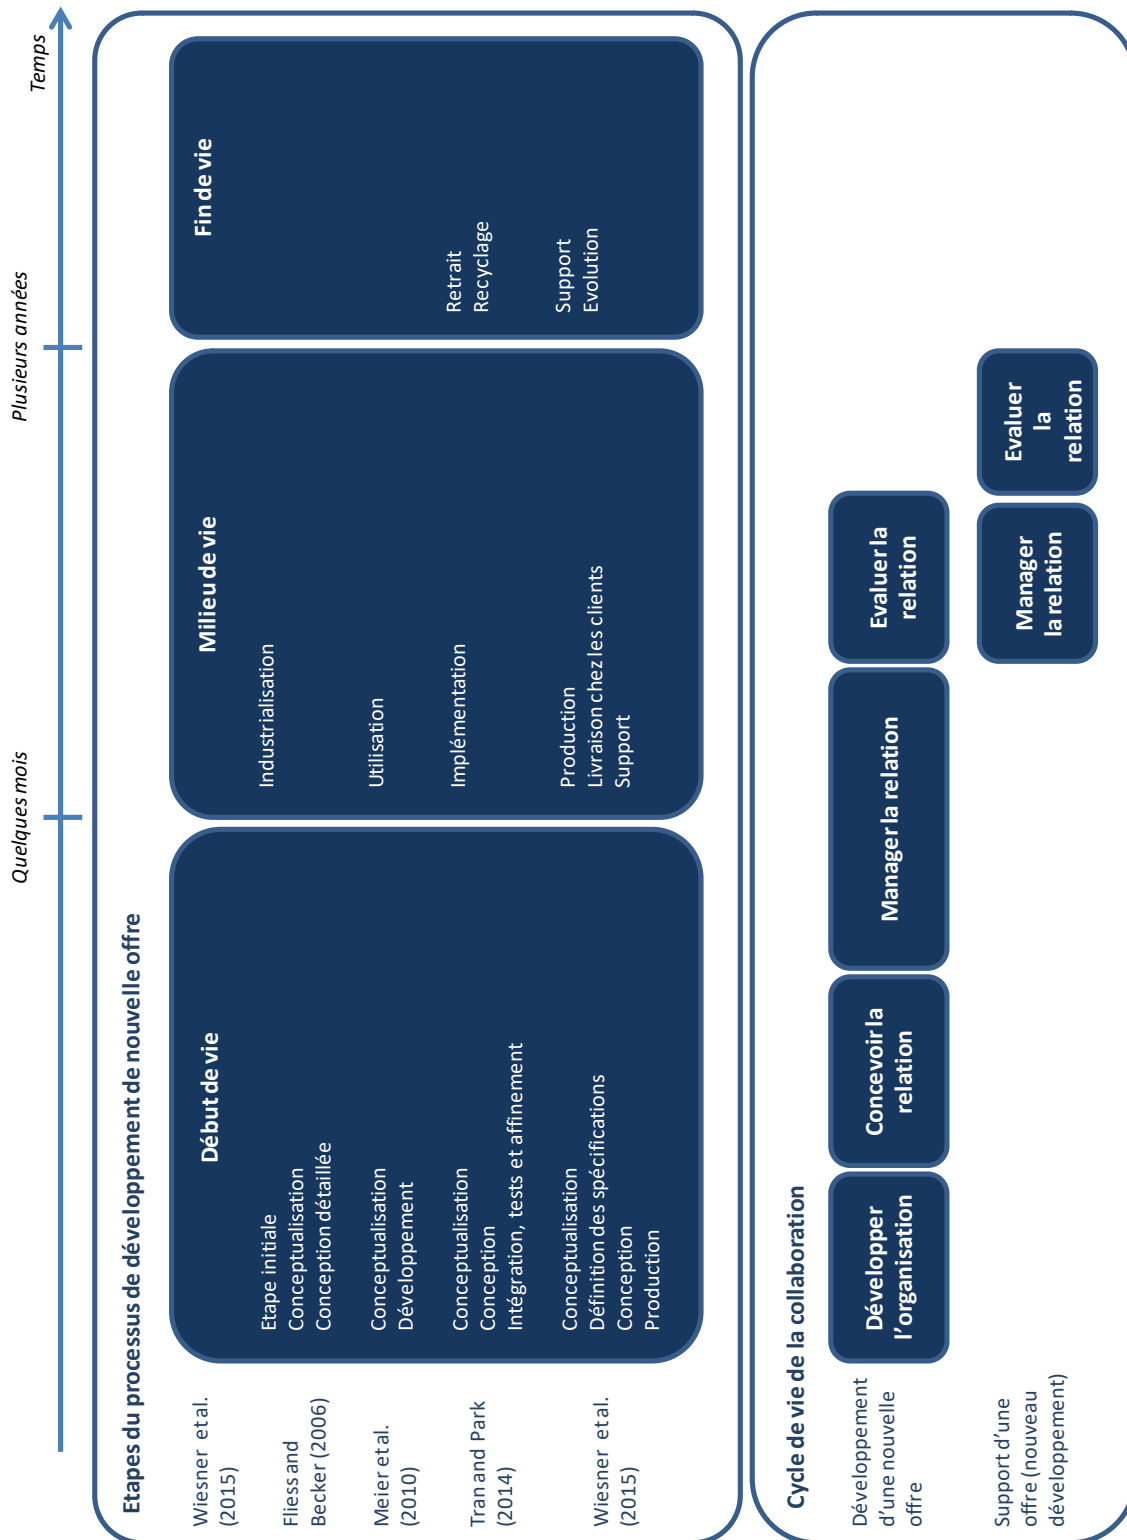 Quelques mois
Plusieurs années
Temps
Etapes du processus de développement de nouvelle offre
Wiesner et al.
(2015)
Début de vie
Milieu de vie
Fin de vie
Fliess and
Becker (2006)
Etape initiale
Conceptualisation
Conception détaillée
Industrialisation
Meier et al.
(2010)
Conceptualisation
Développement
Utilisation
Tran and Park
(2014)
Conceptualisation
Conception
Intégration, tests et affinement
Implémentation
Retrait
Recyclage
Wiesner et al.
(2015)
Conceptualisation
Définition des spécifications
Conception
Production
Production
Livraison chez les clients
Support
Support
Evolution
Cycle de vie de la collaboration
Développement
d'une nouvelle
offre
Développer
l'organisation
Concevoir la
relation
Manager la relation
Evaluer la
relation
Support d'une
offre (nouveau
développement)
Manager
la relation
Evaluer
la
relation